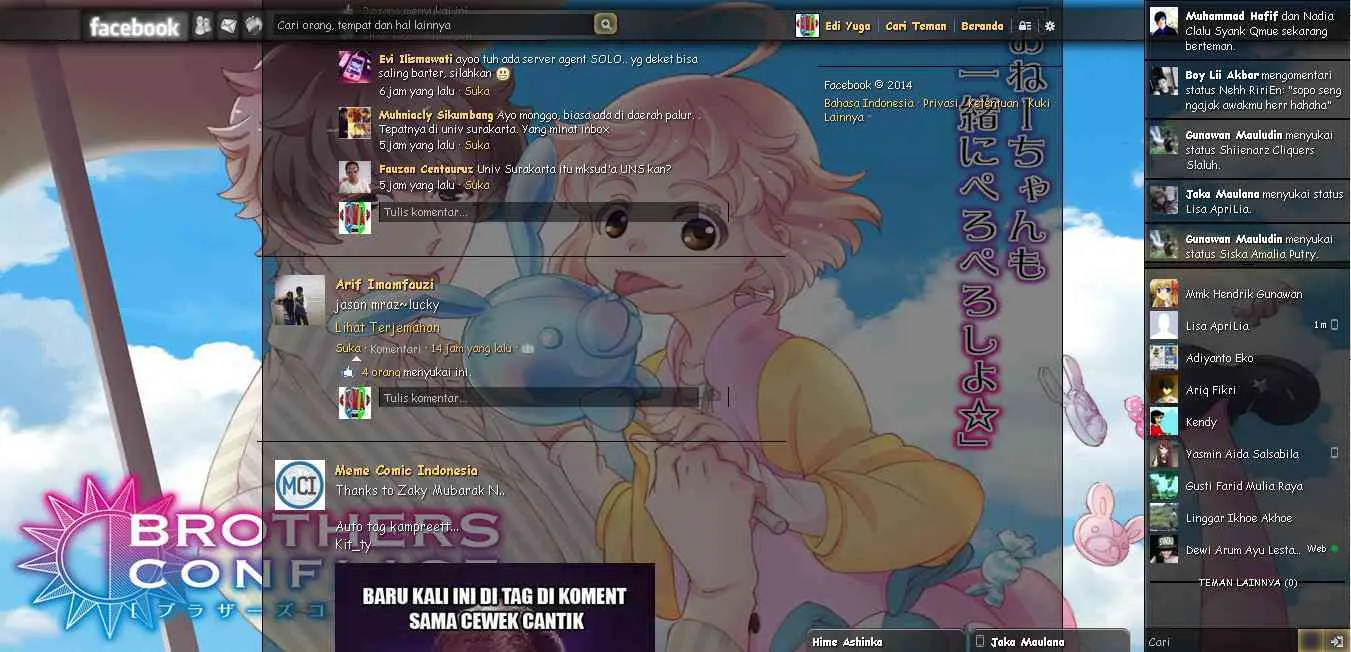 2 orang menyukai ini.
facebook
Cari orang, tempat dan hal lainnya
Edi Yuga
Cari Teman
Beranda
Evi Ilismawati ayoo tuh ada server agent SOLO.. yg deket bisa
saling barter, silahkan
6 jam yang lalu · Suka
Muhniacly Sikumbang Ayo monggo, biasa ada di daerah palur. .
Tepatnya di univ surakarta. Yang minat inbox
5 jam yang lalu · Suka
Fauzan Centauruz Univ Surakarta itu mksud'a UNS kan?
5 jam yang lalu · Suka
Tulis komentar...
Arif Imamfauzi
jason mraz~lucky
Lihat Terjemahan
Suka · Komentari · 14 jam yang lalu ·
4 orang menyukai ini.
Tulis komentar...
Meme Comic Indonesia
MCI
Thanks to Zaky Mubarak N..
Auto tag kampreett...
Kif_ty
BARU KALI INI DI TAG DI KOMENT
SAMA CEWEK CANTIK
BROTHERS
CONFLICT
[ブラザーズコ
Facebook © 2014
Bahasa Indonesia · Privasi · Ketentuan · Kuki
Lainnya
おねーちゃんも
一緒にぺろぺろしよ☆』
Muhammad Hafif dan Nadia
Clalu Syank Qmue sekarang
berteman.
Boy Lii Akbar mengomentari
status Nehh RiriEn: "sopo seng
ngajak awakmu herr hahaha"
Gunawan Mauludin menyukai
status Shiienarz Cliquers
Slaluh.
Jaka Maulana menyukai status
Lisa ApriLia.
Gunawan Mauludin menyukai
status Siska Amalia Putry.
Mmk Hendrik Gunawan
Lisa ApriLia
1m
Adiyanto Eko
Ariq Fikri
Kendy
Yasmin Aida Salsabila
Gusti Farid Mulia Raya
Linggar Ikhoe Akhoe
Dewi Arum Ayu Lesta...
Web
TEMAN LAINNYA (0)
Hime Ashinka
Jaka Maulana
Cari